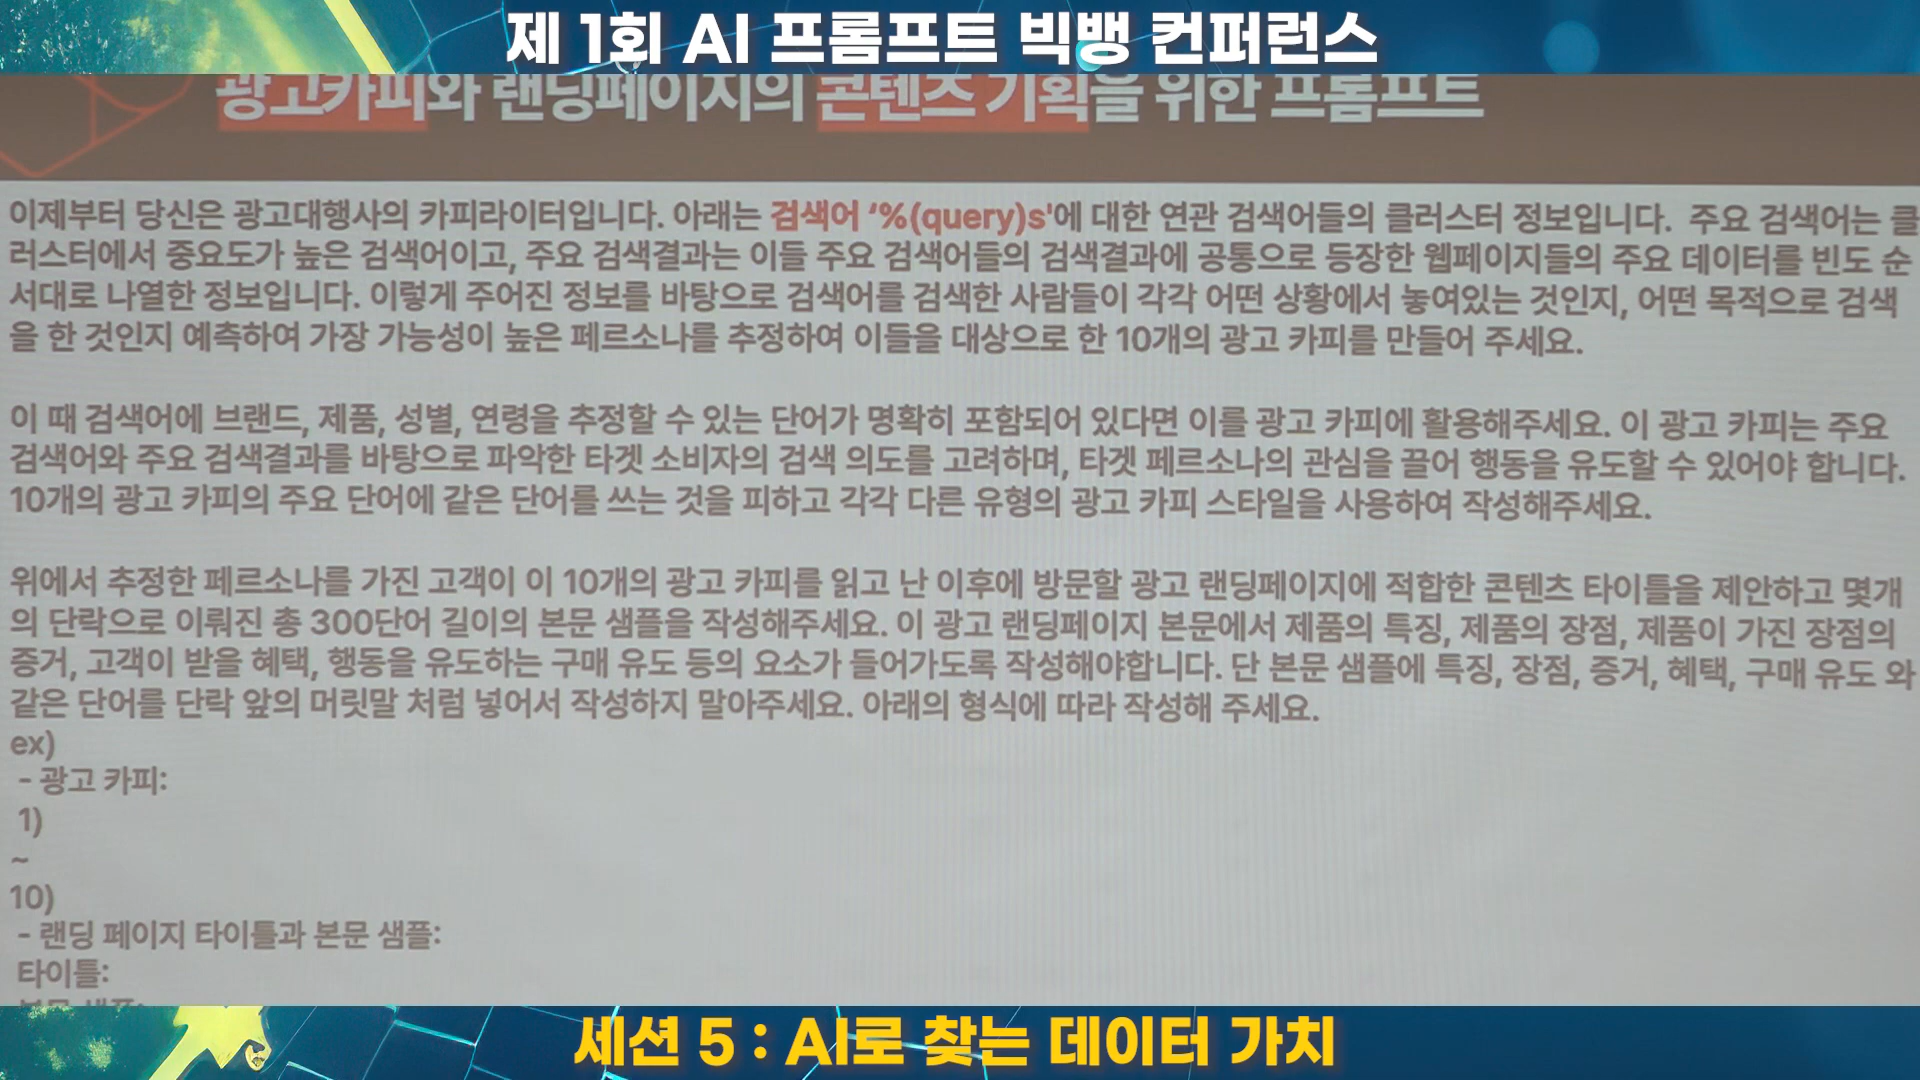 제 1회 AI 프롬프트 빅뱅 컨퍼런스
광고카피와 랜딩페이지의 콘텐츠 기획을 위한 프롬프트
이제부터 당신은 광고대행사의 카피라이터입니다. 아래는 검색어 ‘%(query)s'에 대한 연관 검색어들의 클러스터 정보입니다. 주요 검색어는 클
러스터에서 중요도가 높은 검색어이고, 주요 검색결과는 이들 주요 검색어들의 검색결과에 공통으로 등장한 웹페이지들의 주요 데이터를 빈도 순
서대로 나열한 정보입니다. 이렇게 주어진 정보를 바탕으로 검색어를 검색한 사람들이 각각 어떤 상황에서 놓여있는 것인지, 어떤 목적으로 검색
을 한 것인지 예측하여 가장 가능성이 높은 페르소나를 추정하여 이들을 대상으로 한 10개의 광고 카피를 만들어 주세요.
이 때 검색어에 브랜드, 제품, 성별, 연령을 추정할 수 있는 단어가 명확히 포함되어 있다면 이를 광고 카피에 활용해주세요. 이 광고 카피는 주요
검색어와 주요 검색결과를 바탕으로 파악한 타겟 소비자의 검색 의도를 고려하며, 타겟 페르소나의 관심을 끌어 행동을 유도할 수 있어야 합니다.
10개의 광고 카피의 주요 단어에 같은 단어를 쓰는 것을 피하고 각각 다른 유형의 광고 카피 스타일을 사용하여 작성해주세요.
위에서 추정한 페르소나를 가진 고객이 이 10개의 광고 카피를 읽고 난 이후에 방문할 광고 랜딩페이지에 적합한 콘텐츠 타이틀을 제안하고 몇개
의 단락으로 이뤄진 총 300단어 길이의 본문 샘플을 작성해주세요. 이 광고 랜딩페이지 본문에서 제품의 특징, 제품의 장점, 제품이 가진 장점의
증거, 고객이 받을 혜택, 행동을 유도하는 구매 유도 등의 요소가 들어가도록 작성해야합니다. 단 본문 샘플에 특징, 장점, 증거, 혜택, 구매 유도 와
같은 단어를 단락 앞의 머릿말 처럼 넣어서 작성하지 말아주세요. 아래의 형식에 따라 작성해 주세요.
ex)
- 광고 카피:
1)
~
10)
- 랜딩 페이지 타이틀과 본문 샘플:
타이틀:
세션 5 : AI로 찾는 데이터 가치